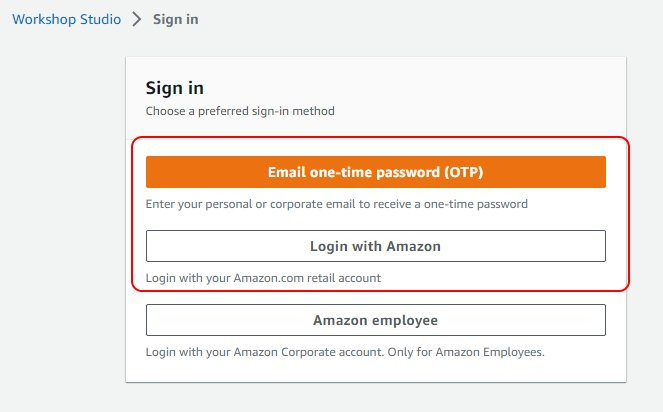 Workshop Studio > Sign in
Sign in
Choose a preferred sign-in method
Email one-time password (OTP)
Enter your personal or corporate email to receive a one-time password
Login with Amazon
Login with your Amazon.com retail account
Amazon employee
Login with your Amazon Corporate account. Only for Amazon Employees.